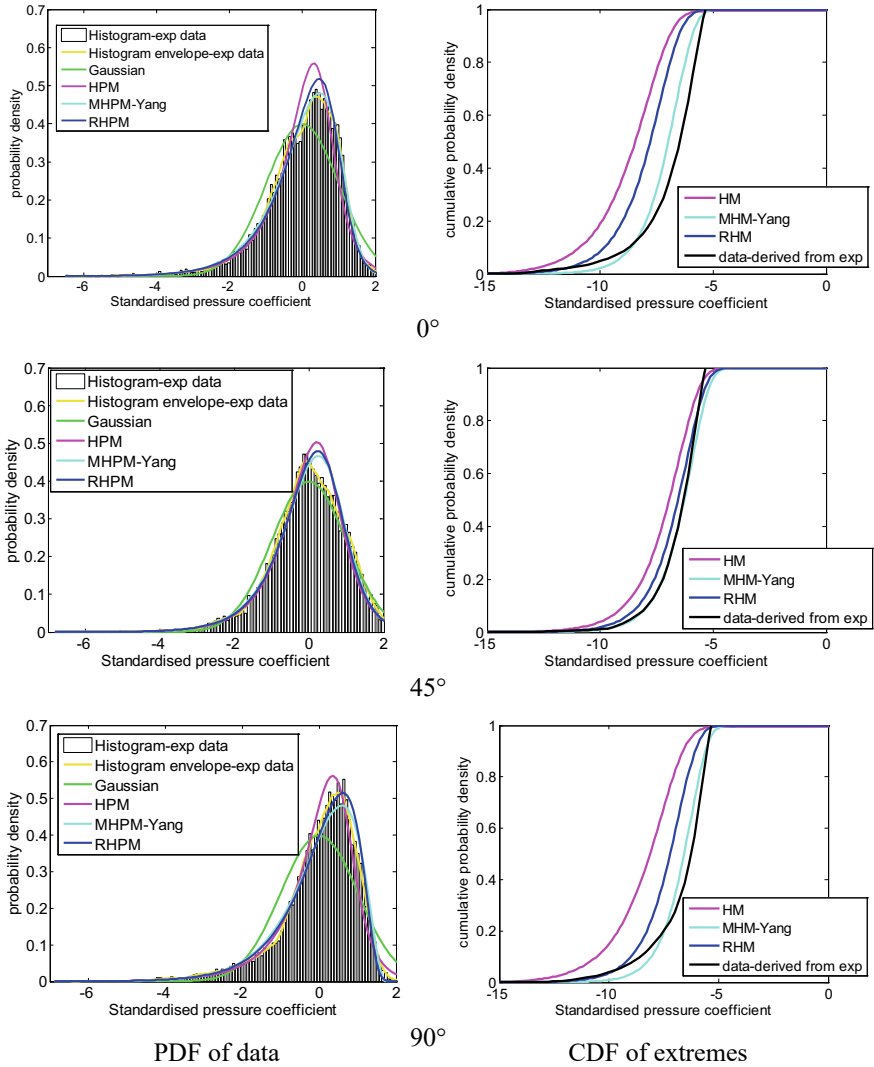 0.7
0.6
0.5
0.4
0.3
0.2
0.1
0
probability density
Histogram-exp data
Histogram envelope-exp data
Gaussian
HPM
MHPM-Yang
RHPM
-6 -4 -2 0 2
Standardised pressure coefficient
1
0.8
0.6
0.4
0.2
0
cumulative probability density
HM
MHM-Yang
RHM
data-derived from exp
-15 -10 -5 0
Standardised pressure coefficient
0°
0.7
0.6
0.5
0.4
0.3
0.2
0.1
0
probability density
Histogram-exp data
Histogram envelope-exp data
Gaussian
HPM
MHPM-Yang
RHPM
-6 -4 -2 0 2
Standardised pressure coefficient
1
0.8
0.6
0.4
0.2
0
cumulative probability density
HM
MHM-Yang
RHM
data-derived from exp
-15 -10 -5 0
Standardised pressure coefficient
45°
0.7
0.6
0.5
0.4
0.3
0.2
0.1
0
probability density
Histogram-exp data
Histogram envelope-exp data
Gaussian
HPM
MHPM-Yang
RHPM
-6 -4 -2 0 2
Standardised pressure coefficient
1
0.8
0.6
0.4
0.2
0
cumulative probability density
HM
MHM-Yang
RHM
data-derived from exp
-15 -10 -5 0
Standardised pressure coefficient
90°
PDF of data
CDF of extremes